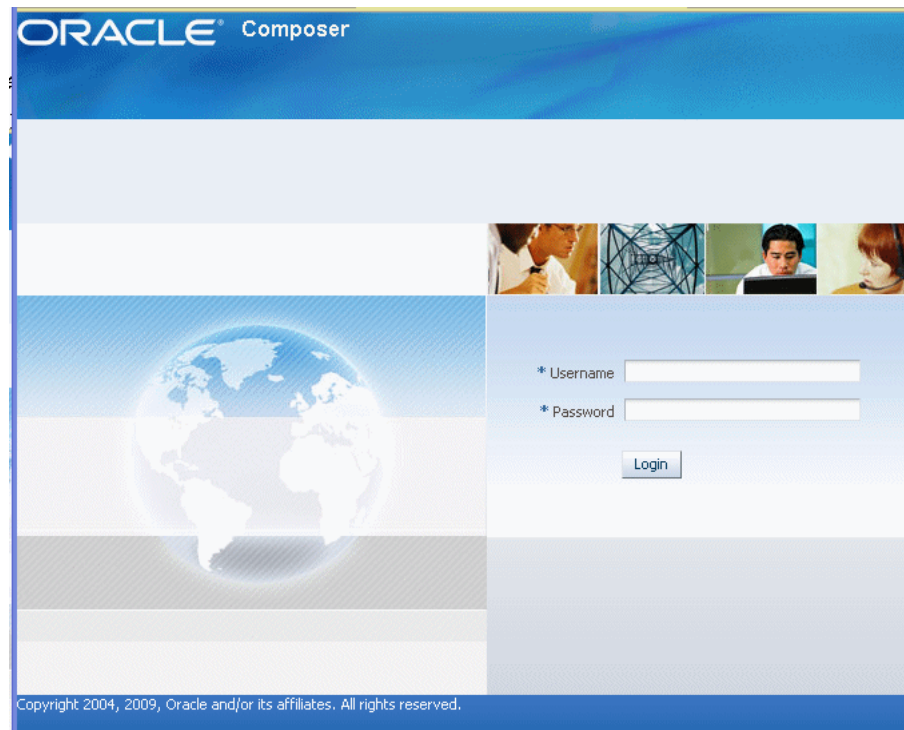 ORACLE® Composer
* Username
* Password
Login
Copyright 2004, 2009, Oracle and/or its affiliates. All rights reserved.